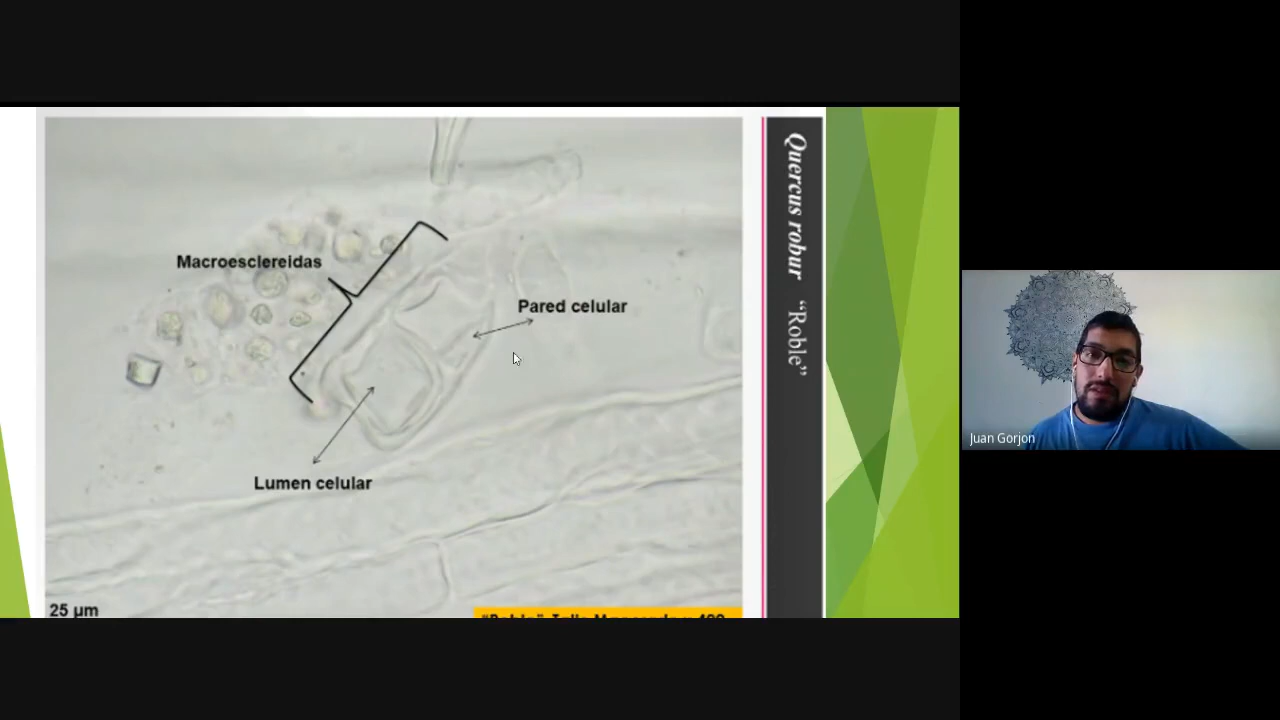 Macroesclereidas
Pared celular
Lumen celular
25 µm
Quercus robur "Roble"
Juan Gorjon